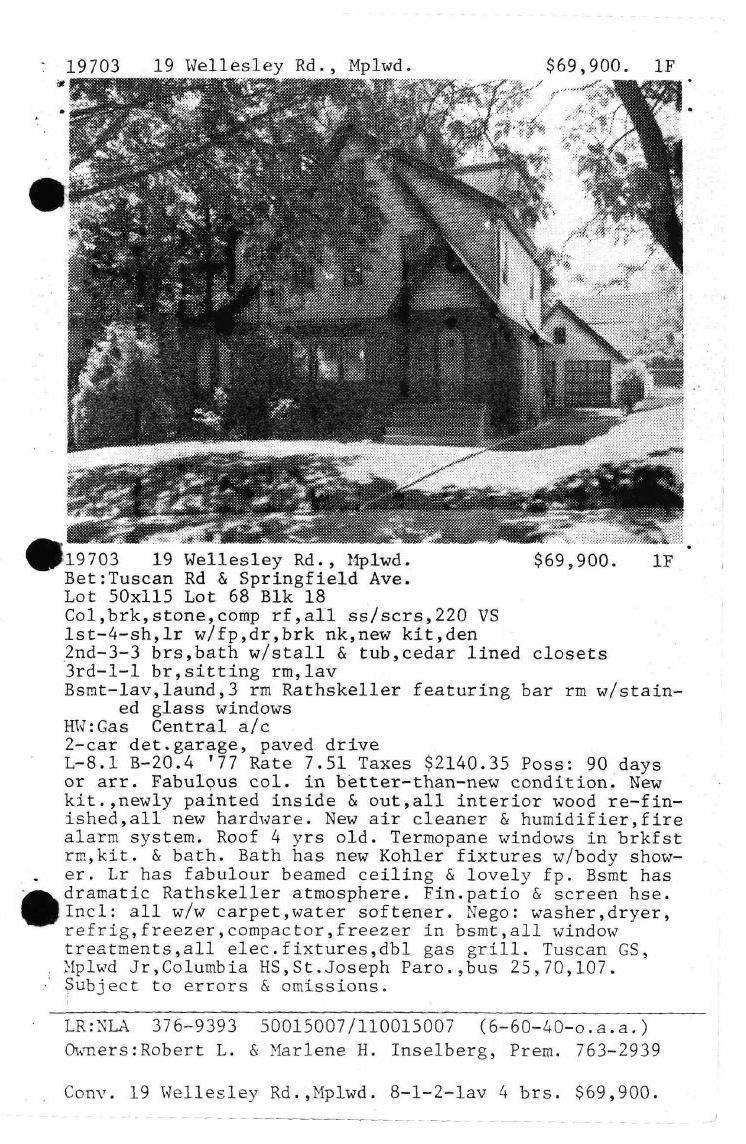 19703 19 Wellesley Rd., Mplwd. $69,900. 1F
19703 19 Wellesley Rd., Mplwd. $69,900. 1F
Bet:Tuscan Rd & Springfield Ave.
Lot 50x115 Lot 68 Blk 18
Col,brk,stone,comp rf,all ss/scrs,220 VS
1st-4-sh,lr w/fp,dr,brk nk,new kit,den
2nd-3-3 brs,bath w/stall & tub,cedar lined closets
3rd-1-1 br,sitting rm,lav
Bsmt-lav,laund,3 rm Rathskeller featuring bar rm w/stain-
ed glass windows
HW:Gas Central a/c
2-car det.garage, paved drive
L-8.1 B-20.4 '77 Rate 7.51 Taxes $2140.35 Poss: 90 days
or arr. Fabulous col. in better-than-new condition. New
kit.,newly painted inside & out,all interior wood re-fin-
ished,all new hardware. New air cleaner & humidifier,fire
alarm system. Roof 4 yrs old. Termopane windows in brkfst
rm,kit. & bath. Bath has new Kohler fixtures w/body show-
er. Lr has fabulour beamed ceiling & lovely fp. Bsmt has
dramatic Rathskeller atmosphere. Fin.patio & screen hse.
Incl: all w/w carpet,water softener. Nego: washer,dryer,
refrig,freezer,compactor,freezer in bsmt,all window
treatments,all elec.fixtures,dbl gas grill. Tuscan GS,
Mplwd Jr,Columbia HS,St.Joseph Paro.,bus 25,70,107.
Subject to errors & omissions.
LR:NLA 376-9393 50015007/110015007 (6-60-40-o.a.a.)
Owners:Robert L. & Marlene H. Inselberg, Prem. 763-2939
Conv. 19 Wellesley Rd.,Mplwd. 8-1-2-lav 4 brs. $69,900.